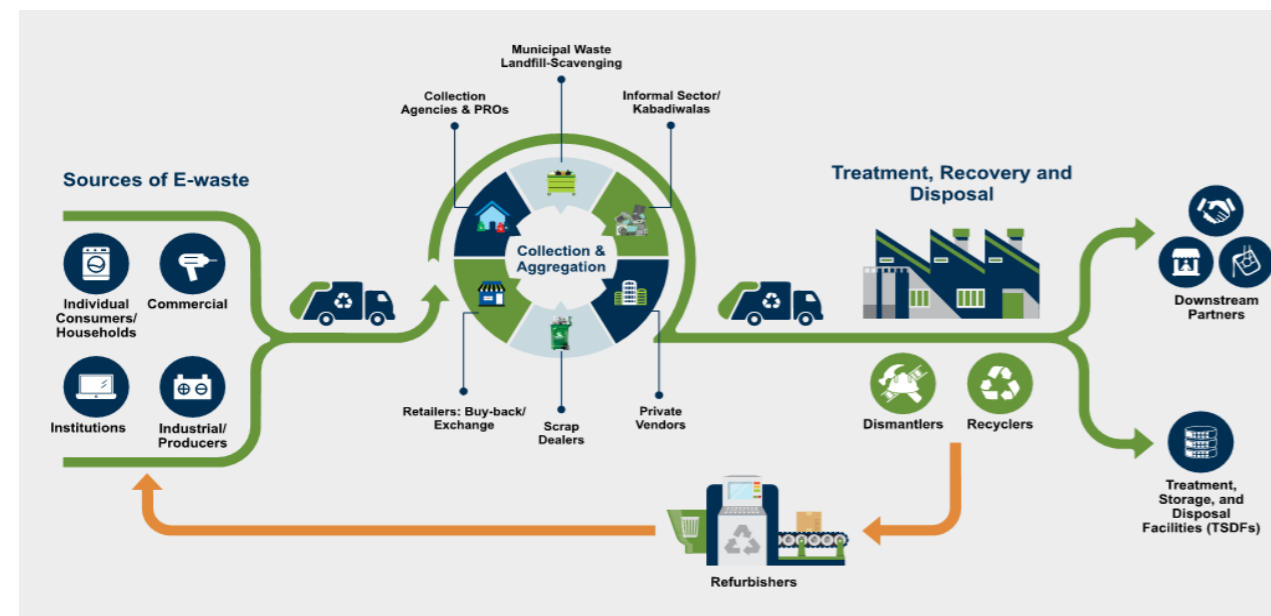 Municipal Waste
Landfill-Scavenging
Collection
Agencies & PROs
Informal Sector/
Kabadiwalas
Sources of E-waste
Treatment, Recovery and
Disposal
Collection &
Aggregation
Individual
Consumers/
Households
Commercial
Downstream
Partners
Institutions
Industrial/
Producers
Retailers: Buy-back/
Exchange
Scrap
Dealers
Private
Vendors
Dismantlers
Recyclers
Treatment,
Storage, and
Disposal
Facilities (TSDFs)
Refurbishers